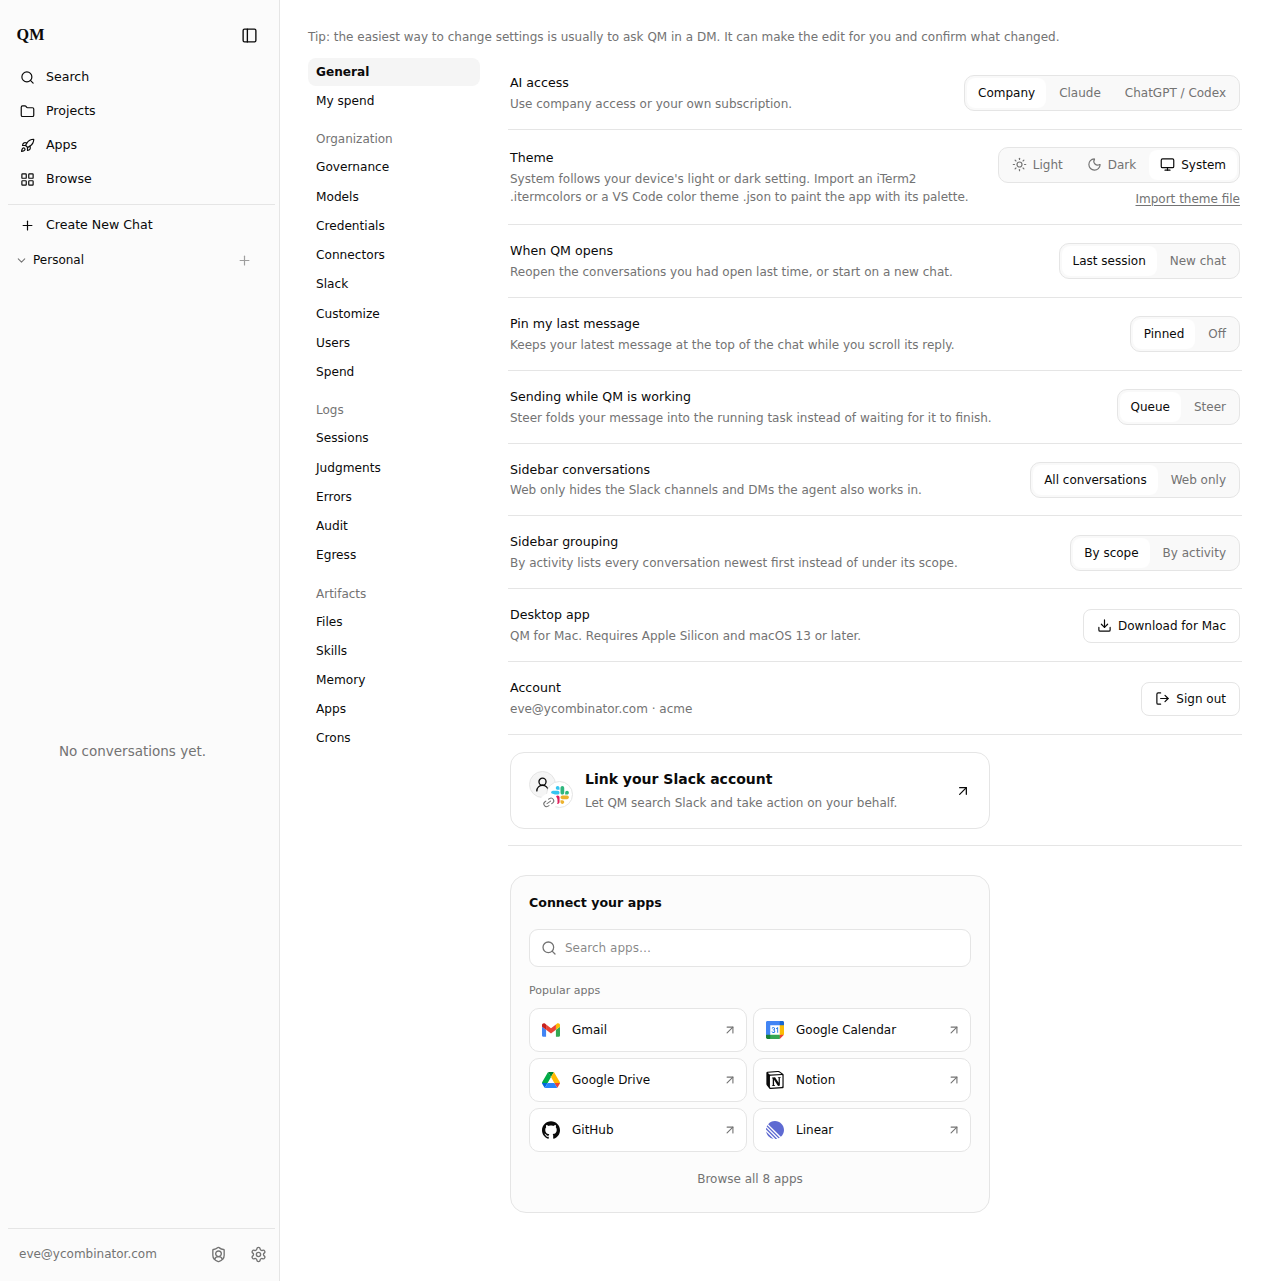 QM
Search
Projects
Apps
Browse
Create New Chat
Personal
No conversations yet.
eve@ycombinator.com
Tip: the easiest way to change settings is usually to ask QM in a DM. It can make the edit for you and confirm what changed.
General
My spend
Organization
Governance
Models
Credentials
Connectors
Slack
Customize
Users
Spend
Logs
Sessions
Judgments
Errors
Audit
Egress
Artifacts
Files
Skills
Memory
Apps
Crons
AI access
Use company access or your own subscription.
Company Claude ChatGPT / Codex
Theme
System follows your device's light or dark setting. Import an iTerm2
.itermcolors or a VS Code color theme .json to paint the app with its palette.
Light Dark System
Import theme file
When QM opens
Reopen the conversations you had open last time, or start on a new chat.
Last session New chat
Pin my last message
Keeps your latest message at the top of the chat while you scroll its reply.
Pinned Off
Sending while QM is working
Steer folds your message into the running task instead of waiting for it to finish.
Queue Steer
Sidebar conversations
Web only hides the Slack channels and DMs the agent also works in.
All conversations Web only
Sidebar grouping
By activity lists every conversation newest first instead of under its scope.
By scope By activity
Desktop app
QM for Mac. Requires Apple Silicon and macOS 13 or later.
Download for Mac
Account
eve@ycombinator.com · acme
Sign out
Link your Slack account
Let QM search Slack and take action on your behalf.
Connect your apps
Search apps...
Popular apps
Gmail
31
Google Calendar
Google Drive
Notion
GitHub
Linear
Browse all 8 apps